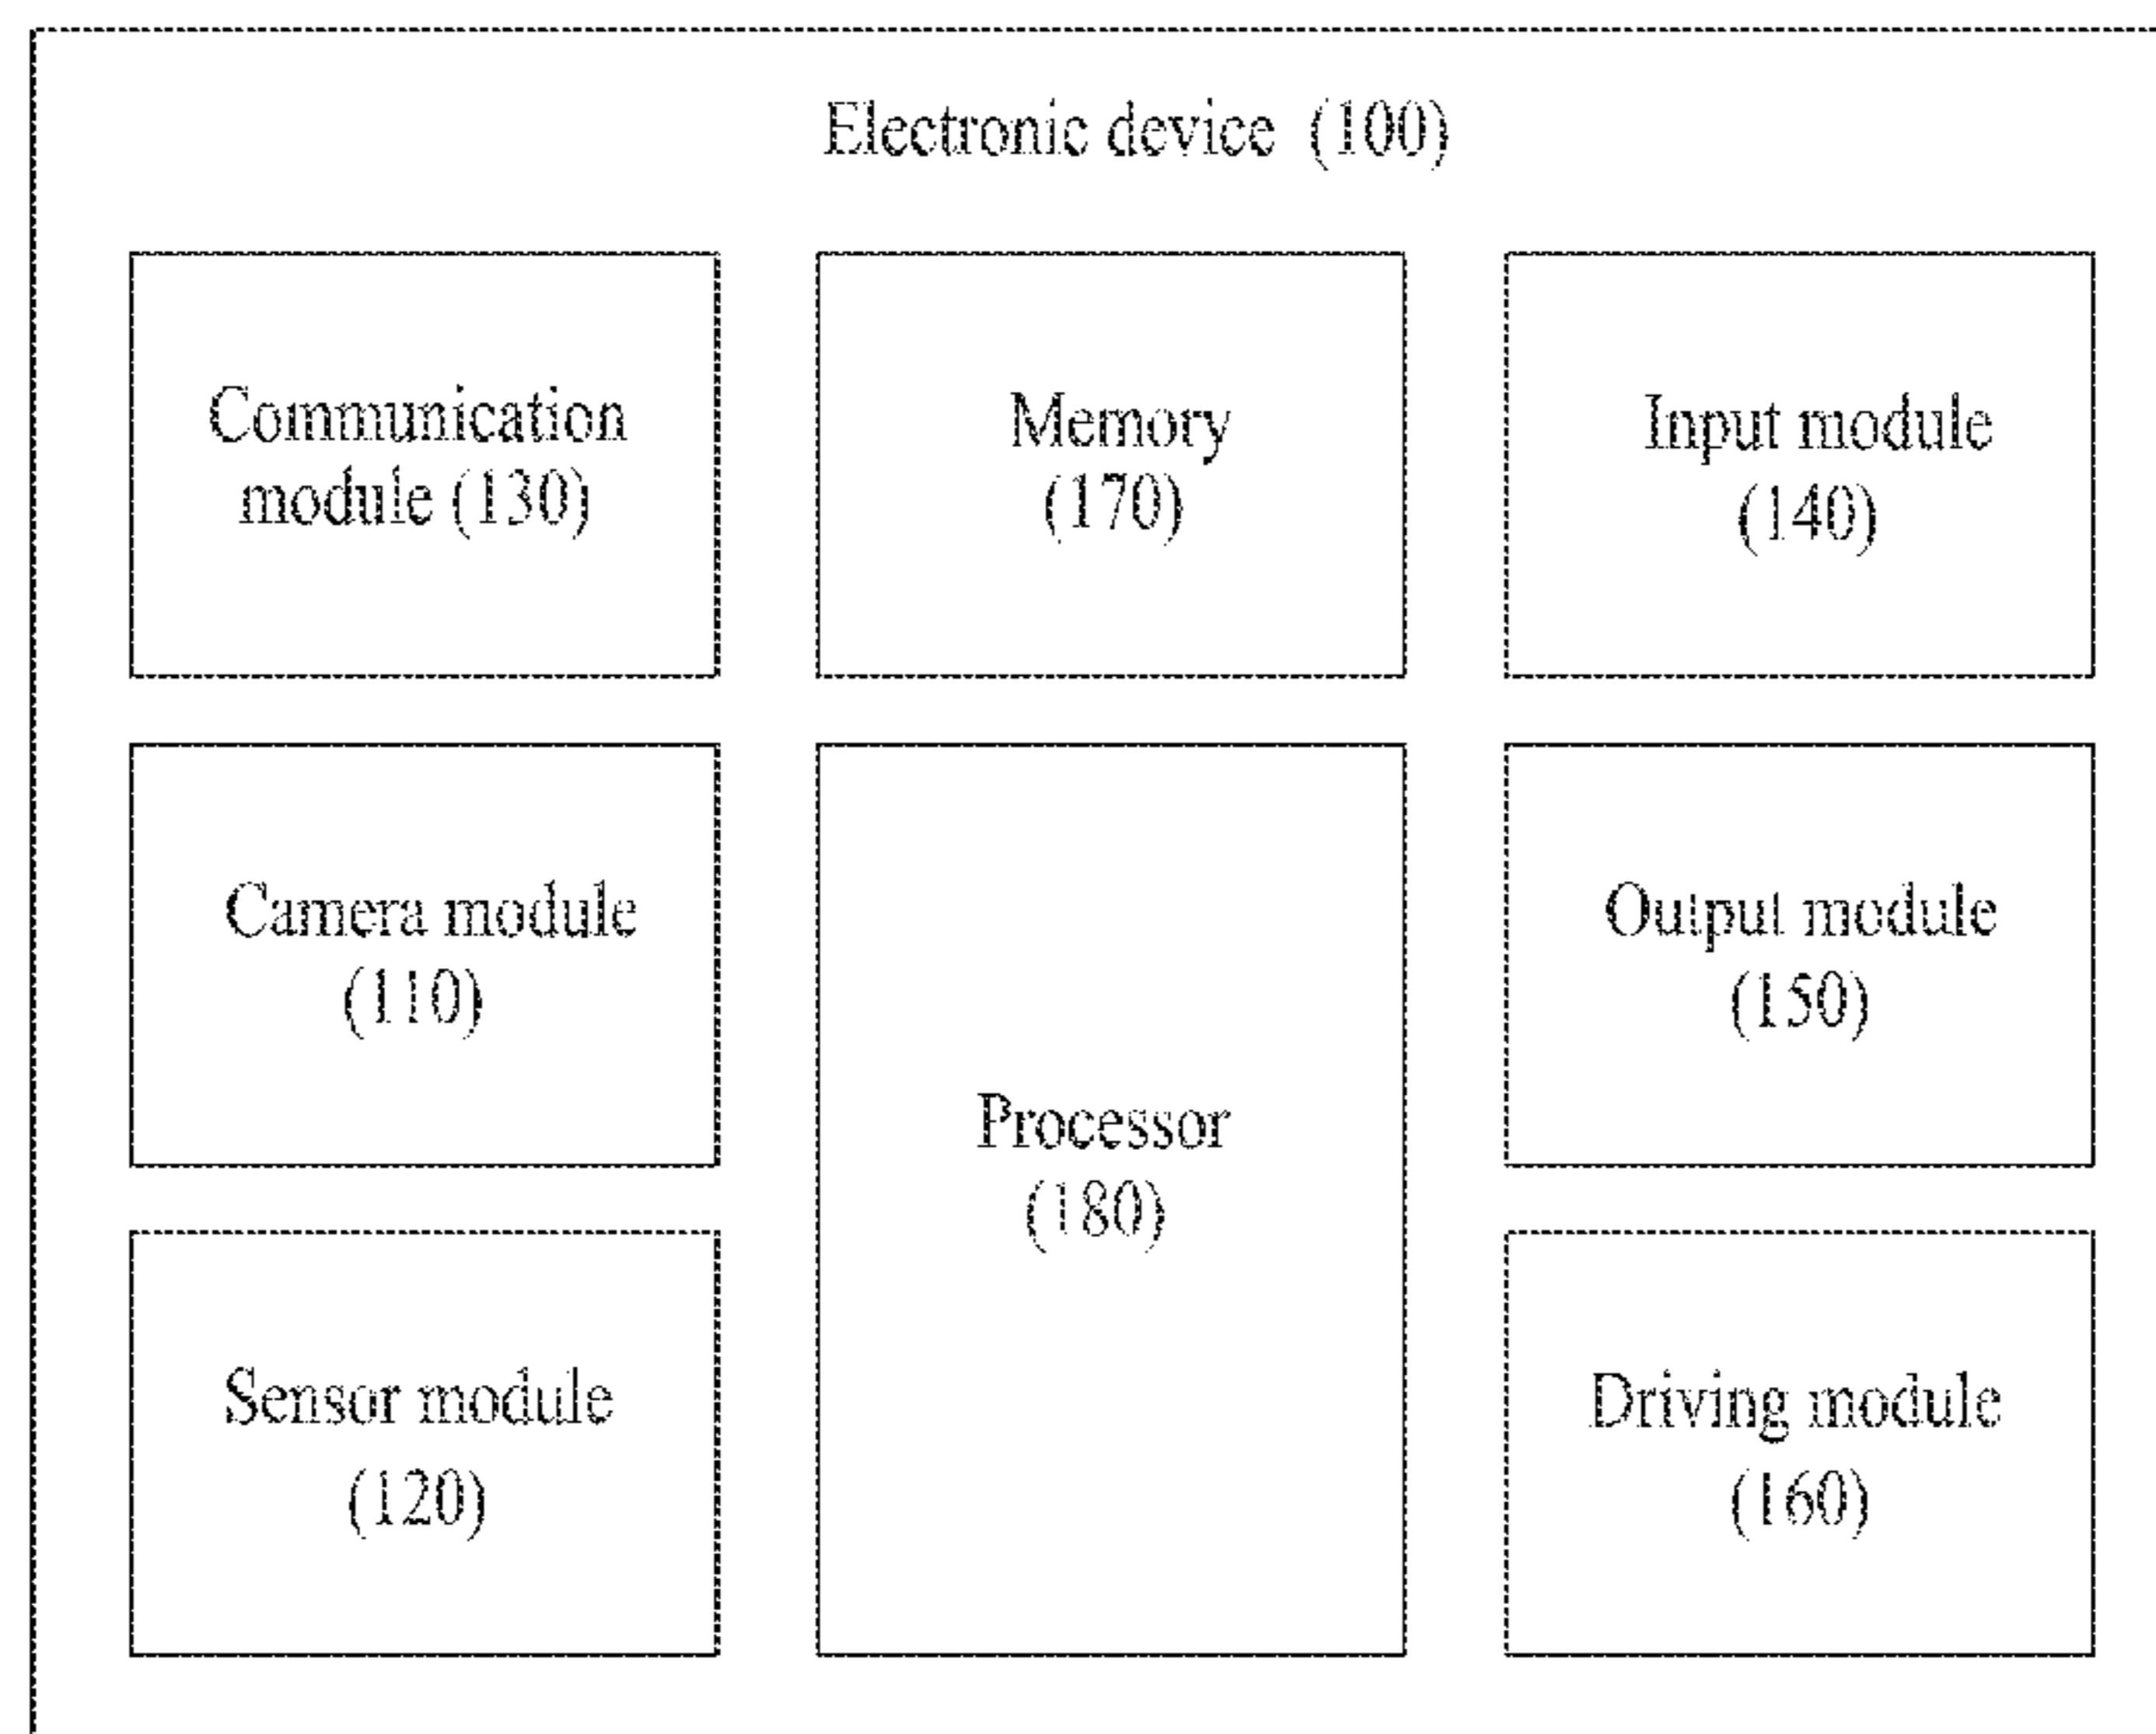 Electronic device (100)
Communication
module (130)
Memory
(170)
Input module
(140)
Camera module
(110)
Processor
(180)
Output module
(150)
Sensor module
(120)
Driving module
(160)